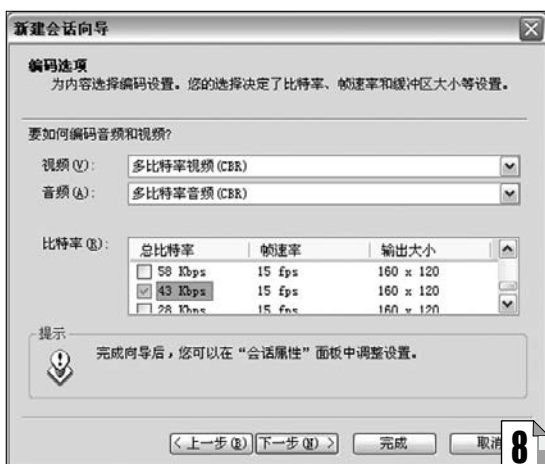 新建会话向导
编码选项
为内容选择编码设置。您的选择决定了比特率、帧速率和缓冲区大小等设置。
要如何编码音频和视频?
视频(V): 多比特率视频(CBR)
音频(A): 多比特率音频(CBR)
比特率(R): 总比特率 帧速率 输出大小
58 Kbps 15 fps 160 x 120
43 Kbps 15 fps 160 x 120
28 Kbps 15 fps 160 x 120
提示
完成向导后，您可以在“会话属性”面板中调整设置。
<上一步(B) 下一步(N)> 完成 取消
8